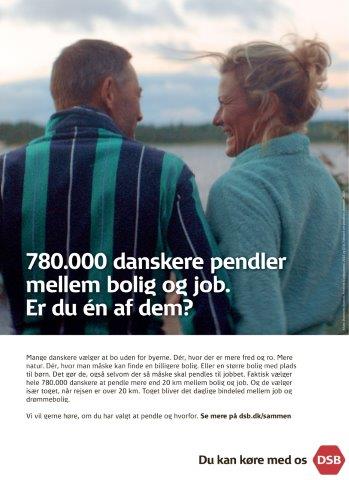 780.000 danskere pendler
mellem bolig og job.
Er du én af dem?
Mange danskere vælger at bo uden for byerne. Dér, hvor der er mere fred og ro. Mere
natur. Dér, hvor man måske kan finde en billigere bolig. Eller en større bolig med plads
til børn. Det gør de, også selvom der så måske skal pendles til jobbet. Faktisk vælger
hele 780.000 danskere at pendle mere end 20 km mellem bolig og job. Og de vælger
især toget, når rejsen er over 20 km. Toget bliver det daglige bindeled mellem job og
drømmebolig.
Vi vil gerne høre, om du har valgt at pendle og hvorfor. Se mere på dsb.dk/sammen
Du kan køre med os DSB